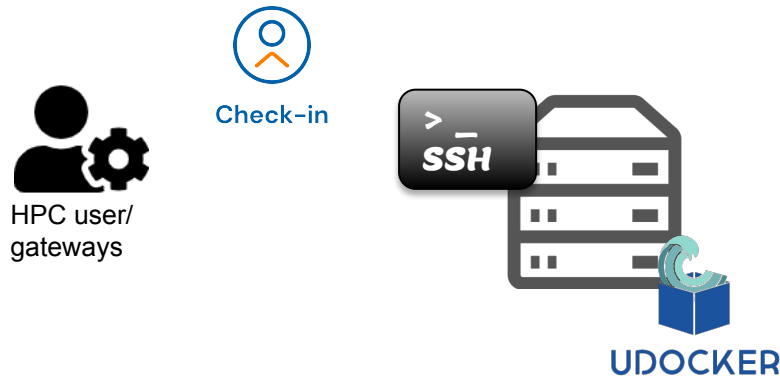 Check-in
> _
SSH
HPC user/
gateways
UDOCKER